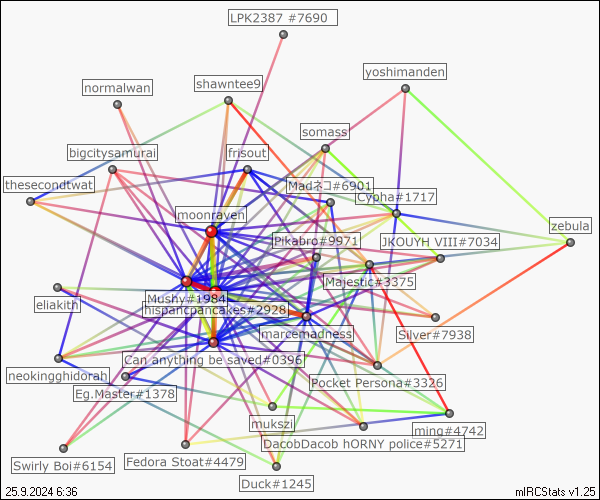 LPK2387 #7690
yoshimanden
normalwan
shawntee9
somass
bigcitysamurai
frisout
thesecondtwat
Madネコ#6901
Cypha#1717
moonraven
zebula
Pikabro#9971
JKOUYH VIII#7034
Majestic#3375
eliakith
Mushy#1984
hispancpancakes#2928
marcemadness
Silver#7938
Can anything be saved#0396
neokingghidorah
Pocket Persona#3326
Eg.Master#1378
mukszi
ming#4742
DacobDacob hORNY police#5271
Swirly Boi#6154
Fedora Stoat#4479
Duck#1245
25.9.2024 6:36
mIRCStats v1.25